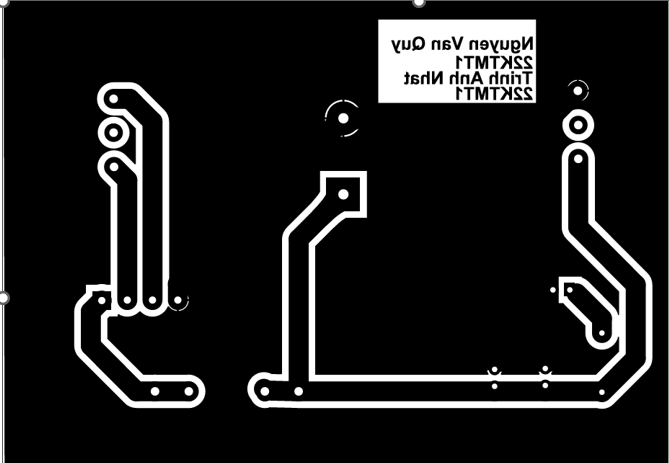 Nguyen Van Quy
22KTMT1
Trinh Anh Nhat
22KTMT1